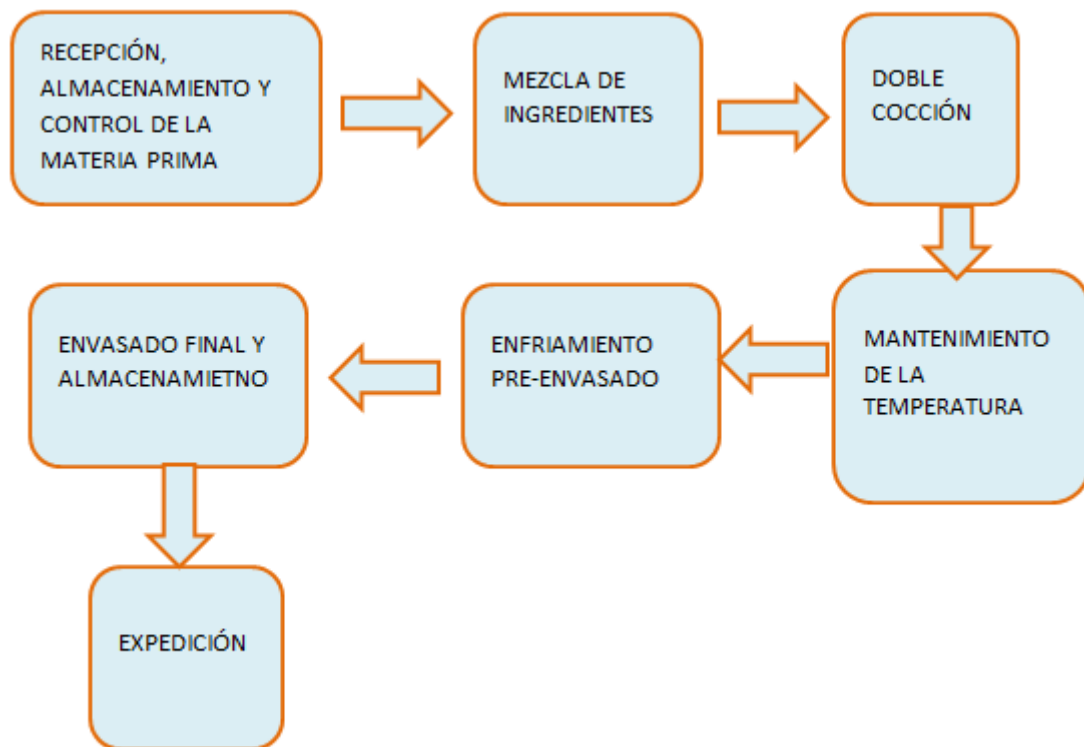 RECEPCIÓN,
ALMACENAMIENTO Y
CONTROL DE LA
MATERIA PRIMA
MEZCLA DE
INGREDIENTES
DOBLE
COCCIÓN
MANTENIMIENTO
DE LA
TEMPERATURA
ENFRIAMIENTO
PRE-ENVASADO
ENVASADO FINAL Y
ALMACENAMIETNO
EXPEDICIÓN